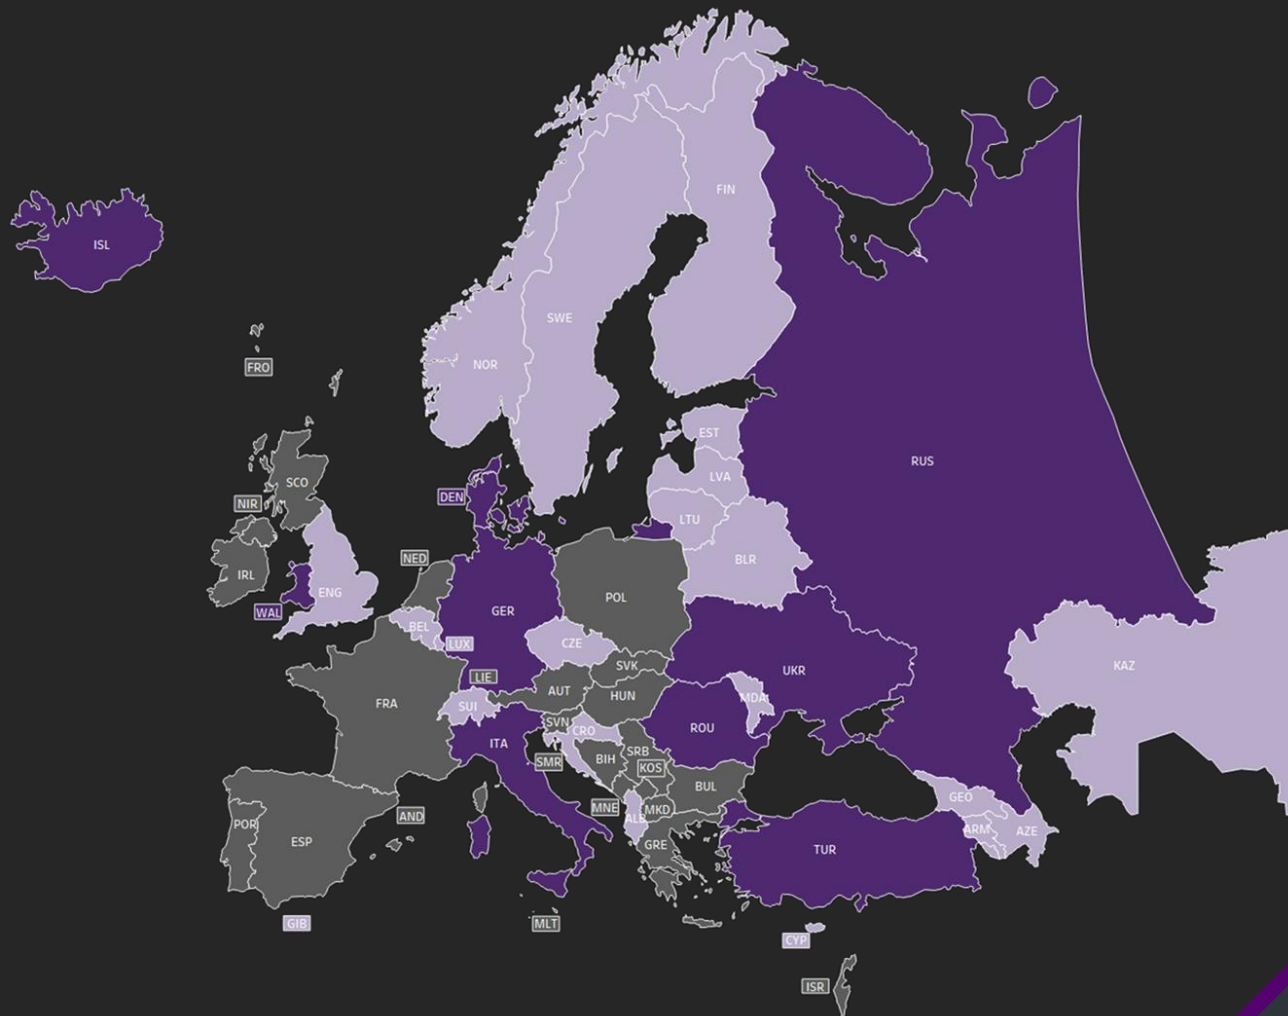 ISL
FIN
SWE
NOR
FRO
EST
RUS
LVA
SCO
DEN
NIR
LTU
NED
BLR
IRL
ENG
POL
WAL
GER
BEL
CZE
LUX
SVK
KAZ
UKR
LIE
AUT
HUN
MDA
FRA
SUI
SVN
ROU
CRO
ITA
SRB
BIH
SMR
KOS
BUL
GEO
MNE
MKD
AND
ALB
POR
ARM
AZE
ESP
GRE
TUR
GIB
MLT
CYP
ISR